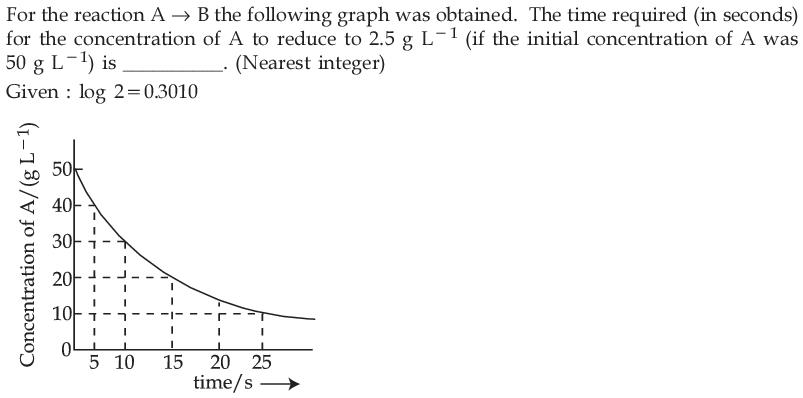 For the reaction A → B the following graph was obtained. The time required (in seconds)
for the concentration of A to reduce to 2.5 g L⁻¹ (if the initial concentration of A was
50 g L⁻¹) is __________. (Nearest integer)
Given : log 2=0.3010
Concentration of A/(g L⁻¹)
50
40
30
20
10
0
5 10 15 20 25
time/s ⟶